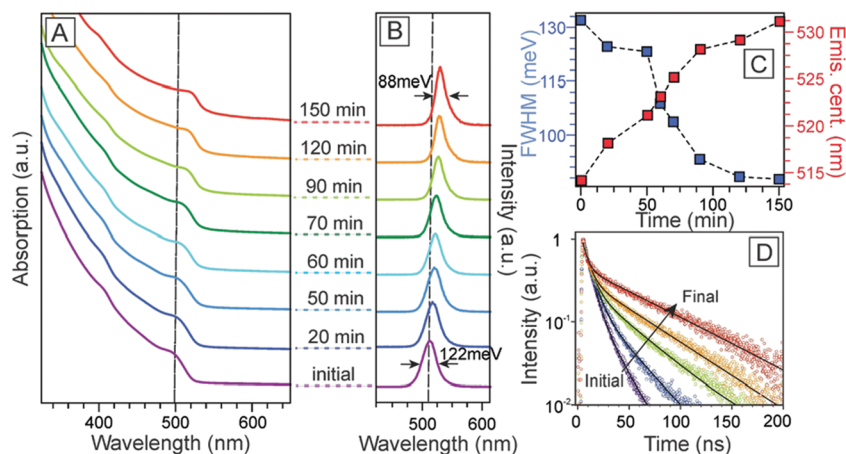 A
Absorption (a.u.)
400
500
600
Wavelength (nm)
150 min
120 min
90 min
70 min
60 min
50 min
20 min
initial
B
88meV
122meV
Intensity (a.u.)
500
600
Wavelength (nm)
C
FWHM (meV)
130
115
100
Emis. cent. (nm)
530
525
520
515
0
50
100
150
Time (min)
D
Intensity (a.u.)
1
10-1
10-2
Final
Initial
0
50
100
150
200
Time (ns)